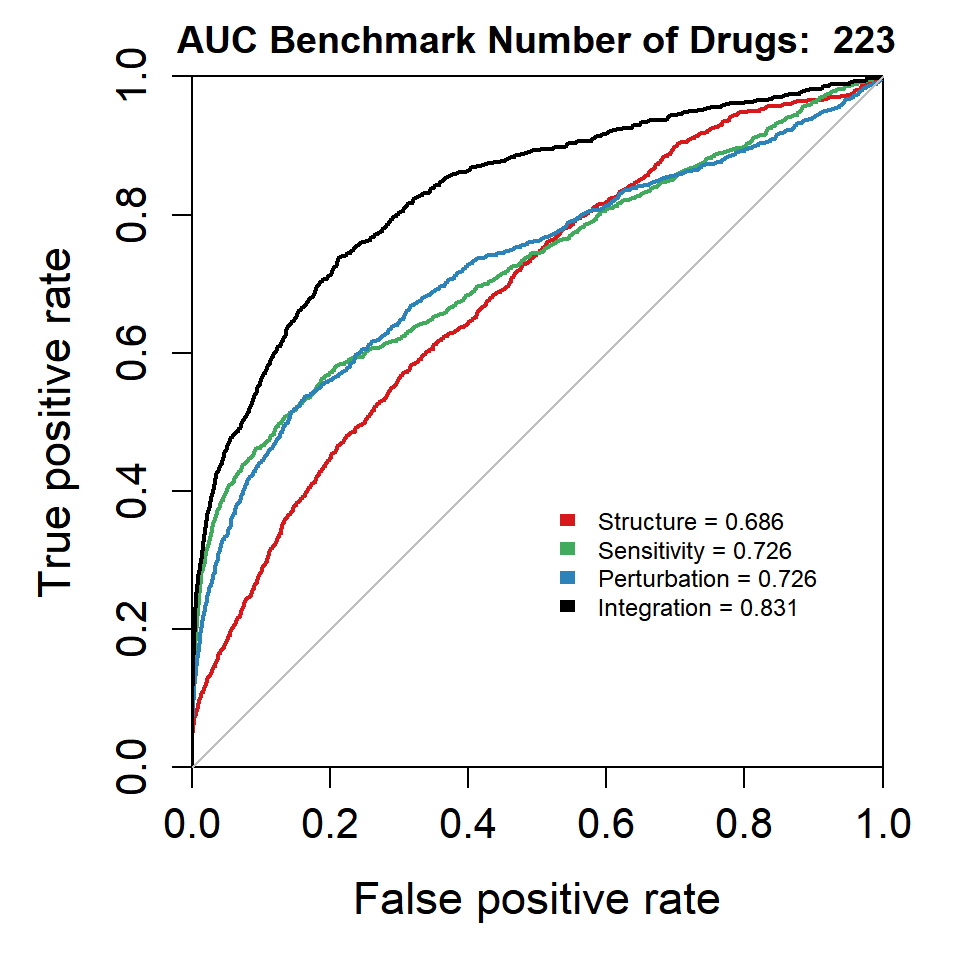 AUC Benchmark Number of Drugs:  223
True positive rate
1.0
0.8
0.6
0.4
0.2
0.0
Structure = 0.686
Sensitivity = 0.726
Perturbation = 0.726
Integration = 0.831
0.0 0.2 0.4 0.6 0.8 1.0
False positive rate